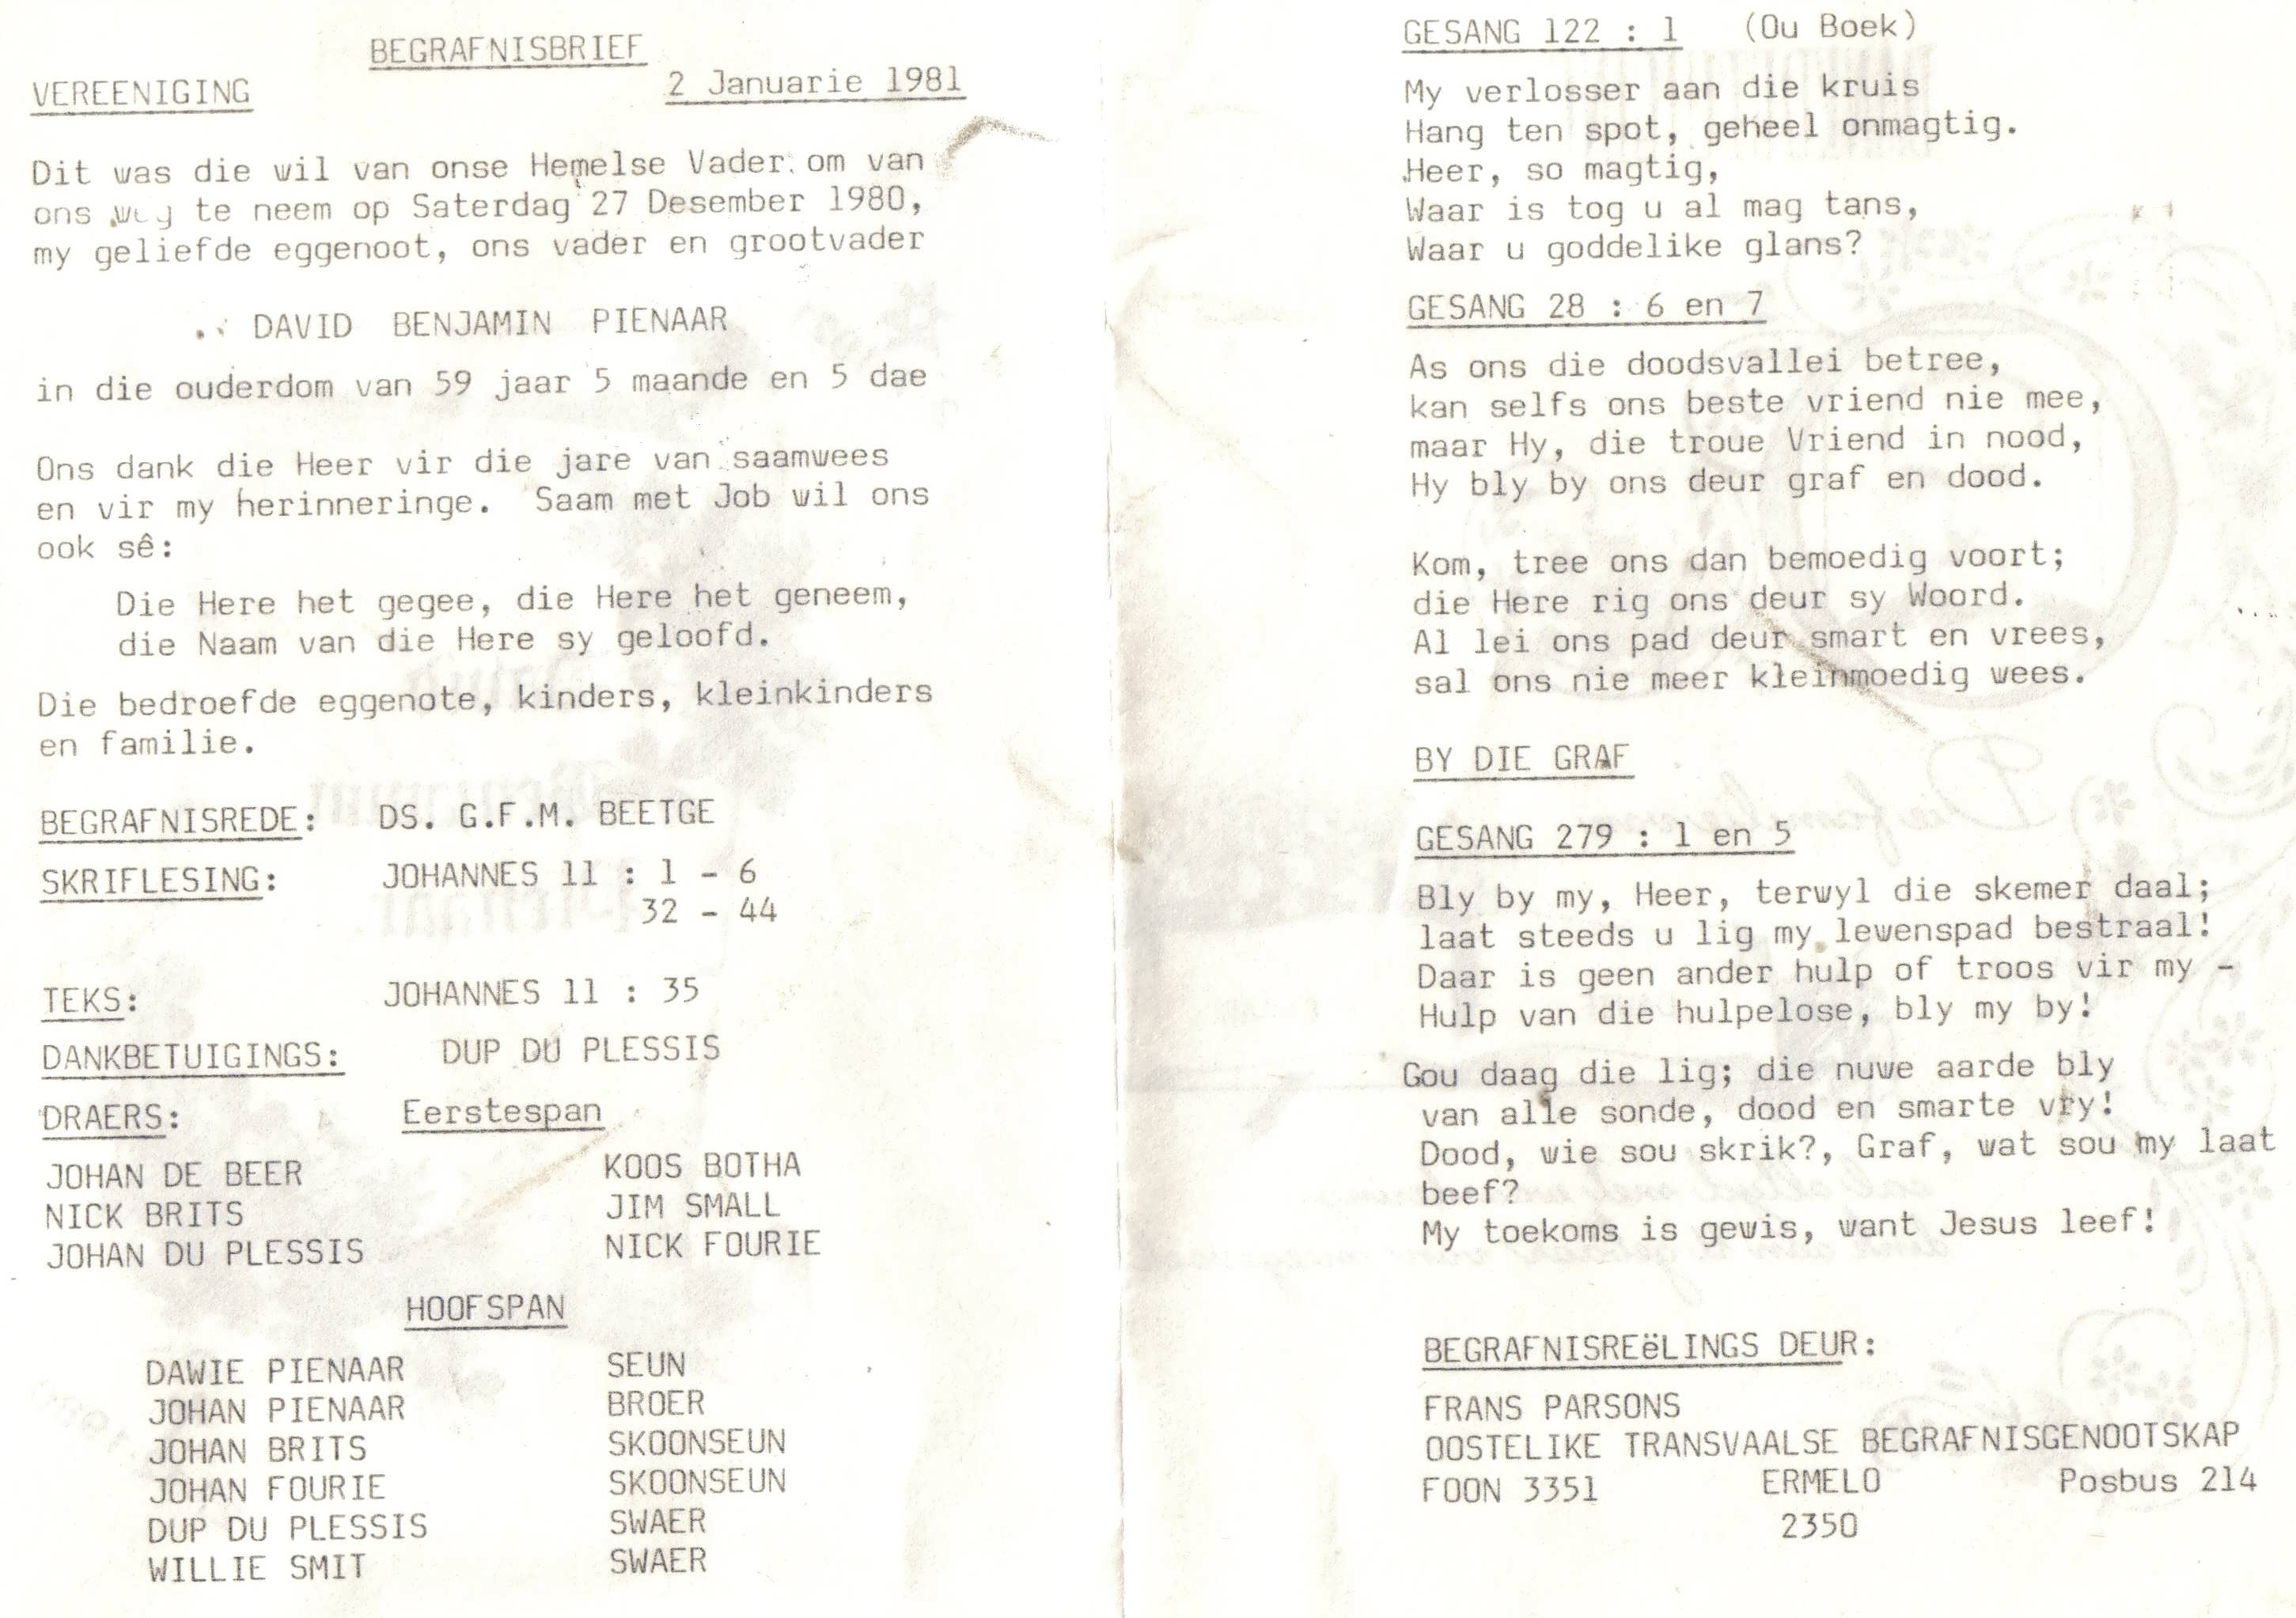 BEGRAFNISBRIEF
VEREENIGING 2 Januarie 1981
Dit was die wil van onse Hemelse Vader om van
ons weg te neem op Saterdag 27 Desember 1980,
my geliefde eggenoot, ons vader en grootvader
DAVID BENJAMIN PIENAAR
in die ouderdom van 59 jaar 5 maande en 5 dae
Ons dank die Heer vir die jare van saamwees
en vir my herinneringe. Saam met Job wil ons
ook sê:
Die Here het gegee, die Here het geneem,
die Naam van die Here sy geloofd.
Die bedroefde eggenote, kinders, kleinkinders
en familie.
BEGRAFNISREDE: DS. G.F.M. BEETGE
SKRIFLESING: JOHANNES 11 : 1 - 6
32 - 44
TEKS: JOHANNES 11 : 35
DANKBETUIGINGS: DUP DU PLESSIS
DRAERS: Eerstespan
JOHAN DE BEER KOOS BOTHA
NICK BRITS JIM SMALL
JOHAN DU PLESSIS NICK FOURIE
HOOFSPAN
DAWIE PIENAAR SEUN
JOHAN PIENAAR BROER
JOHAN BRITS SKOONSEUN
JOHAN FOURIE SKOONSEUN
DUP DU PLESSIS SWAER
WILLIE SMIT SWAER
GESANG 122 : 1 (Ou Boek)
My verlosser aan die kruis
Hang ten spot, geheel onmagtig.
Heer, so magtig,
Waar is tog u al mag tans,
Waar u goddelike glans?
GESANG 28 : 6 en 7
As ons die doodsvallei betree,
kan selfs ons beste vriend nie mee,
maar Hy, die troue Vriend in nood,
Hy bly by ons deur graf en dood.
Kom, tree ons dan bemoedig voort;
die Here rig ons deur sy Woord.
Al lei ons pad deur smart en vrees,
sal ons nie meer kleinmoedig wees.
BY DIE GRAF
GESANG 279 : 1 en 5
Bly by my, Heer, terwyl die skemer daal;
laat steeds u lig my lewenspad bestraal!
Daar is geen ander hulp of troos vir my -
Hulp van die hulpelose, bly my by!
Gou daag die lig; die nuwe aarde bly
van alle sonde, dood en smarte vry!
Dood, wie sou skrik?, Graf, wat sou my laat
beef?
My toekoms is gewis, want Jesus leef!
BEGRAFNISREëLINGS DEUR:
FRANS PARSONS
OOSTELIKE TRANSVAALSE BEGRAFNISGENOOTSKAP
FOON 3351 ERMELO Posbus 214
2350